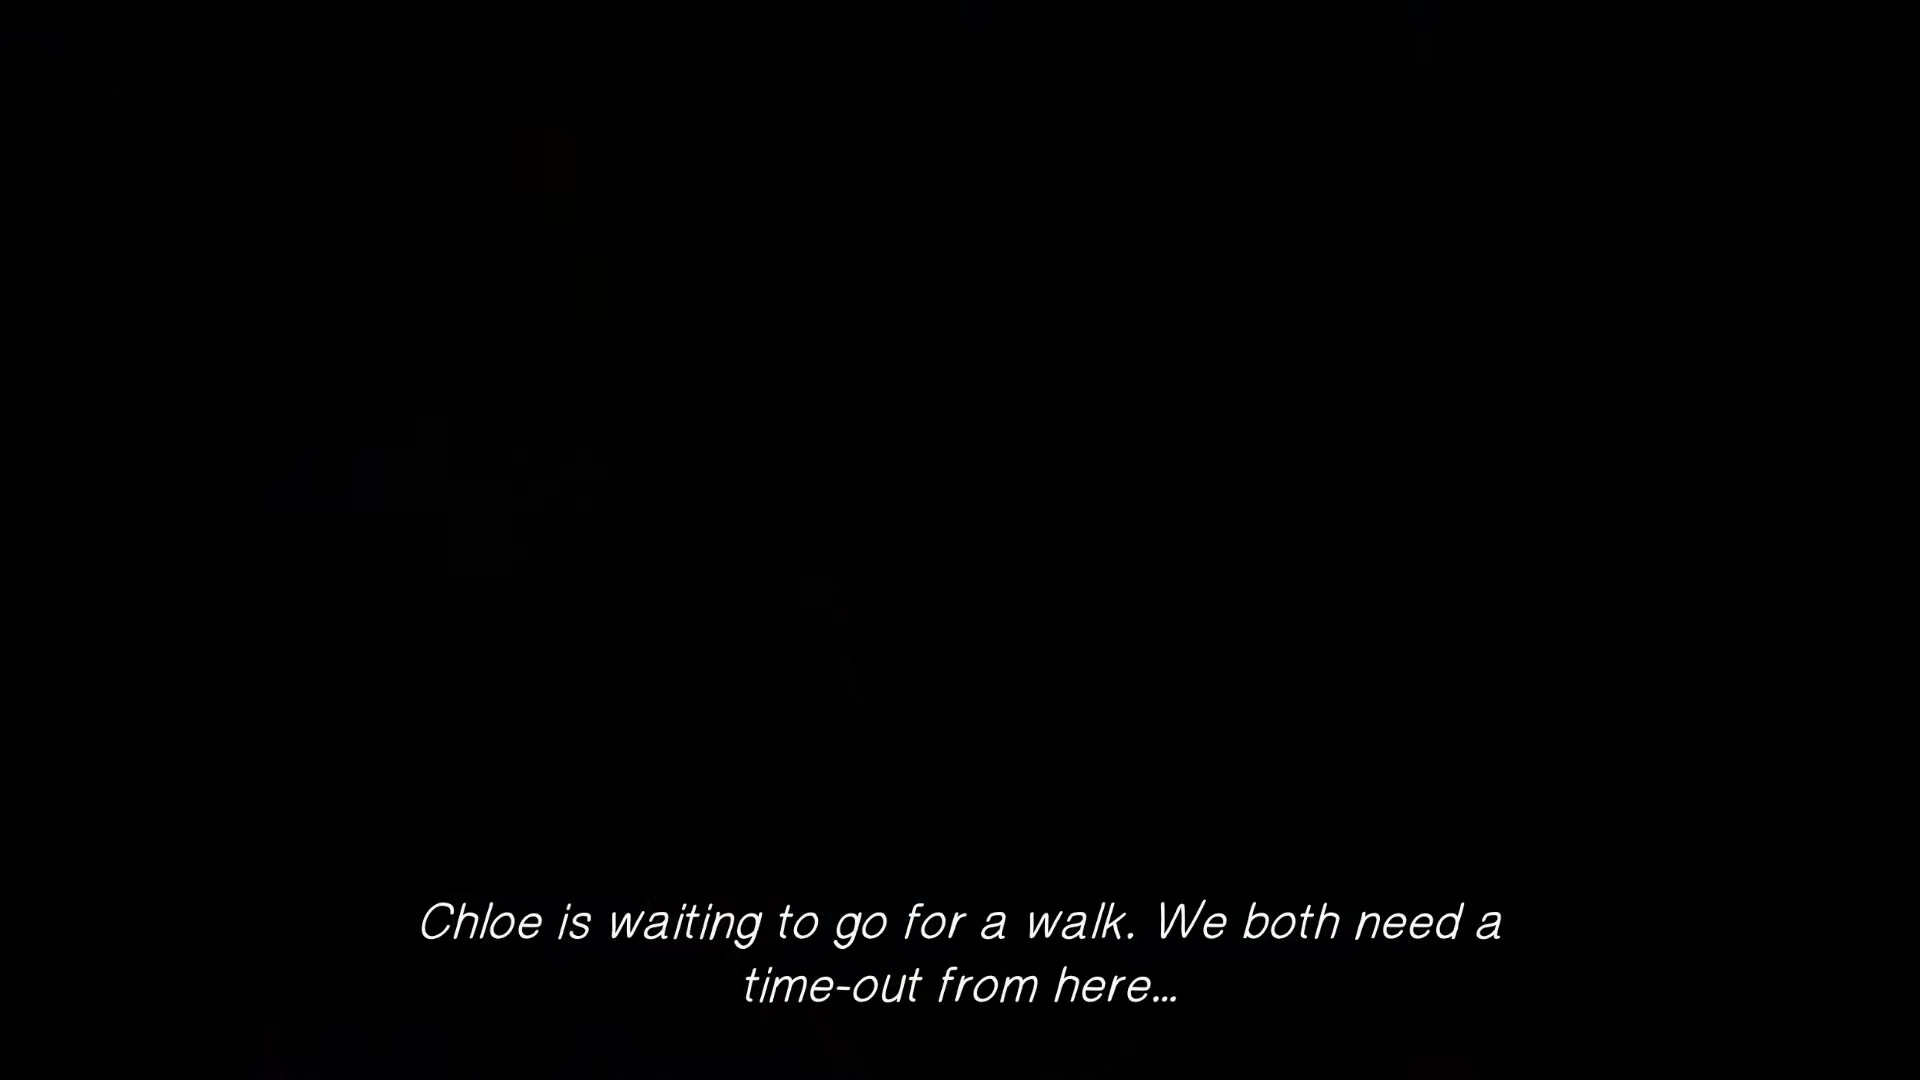 Chloe is waiting to go for a walk. We both need a
time-out from here...